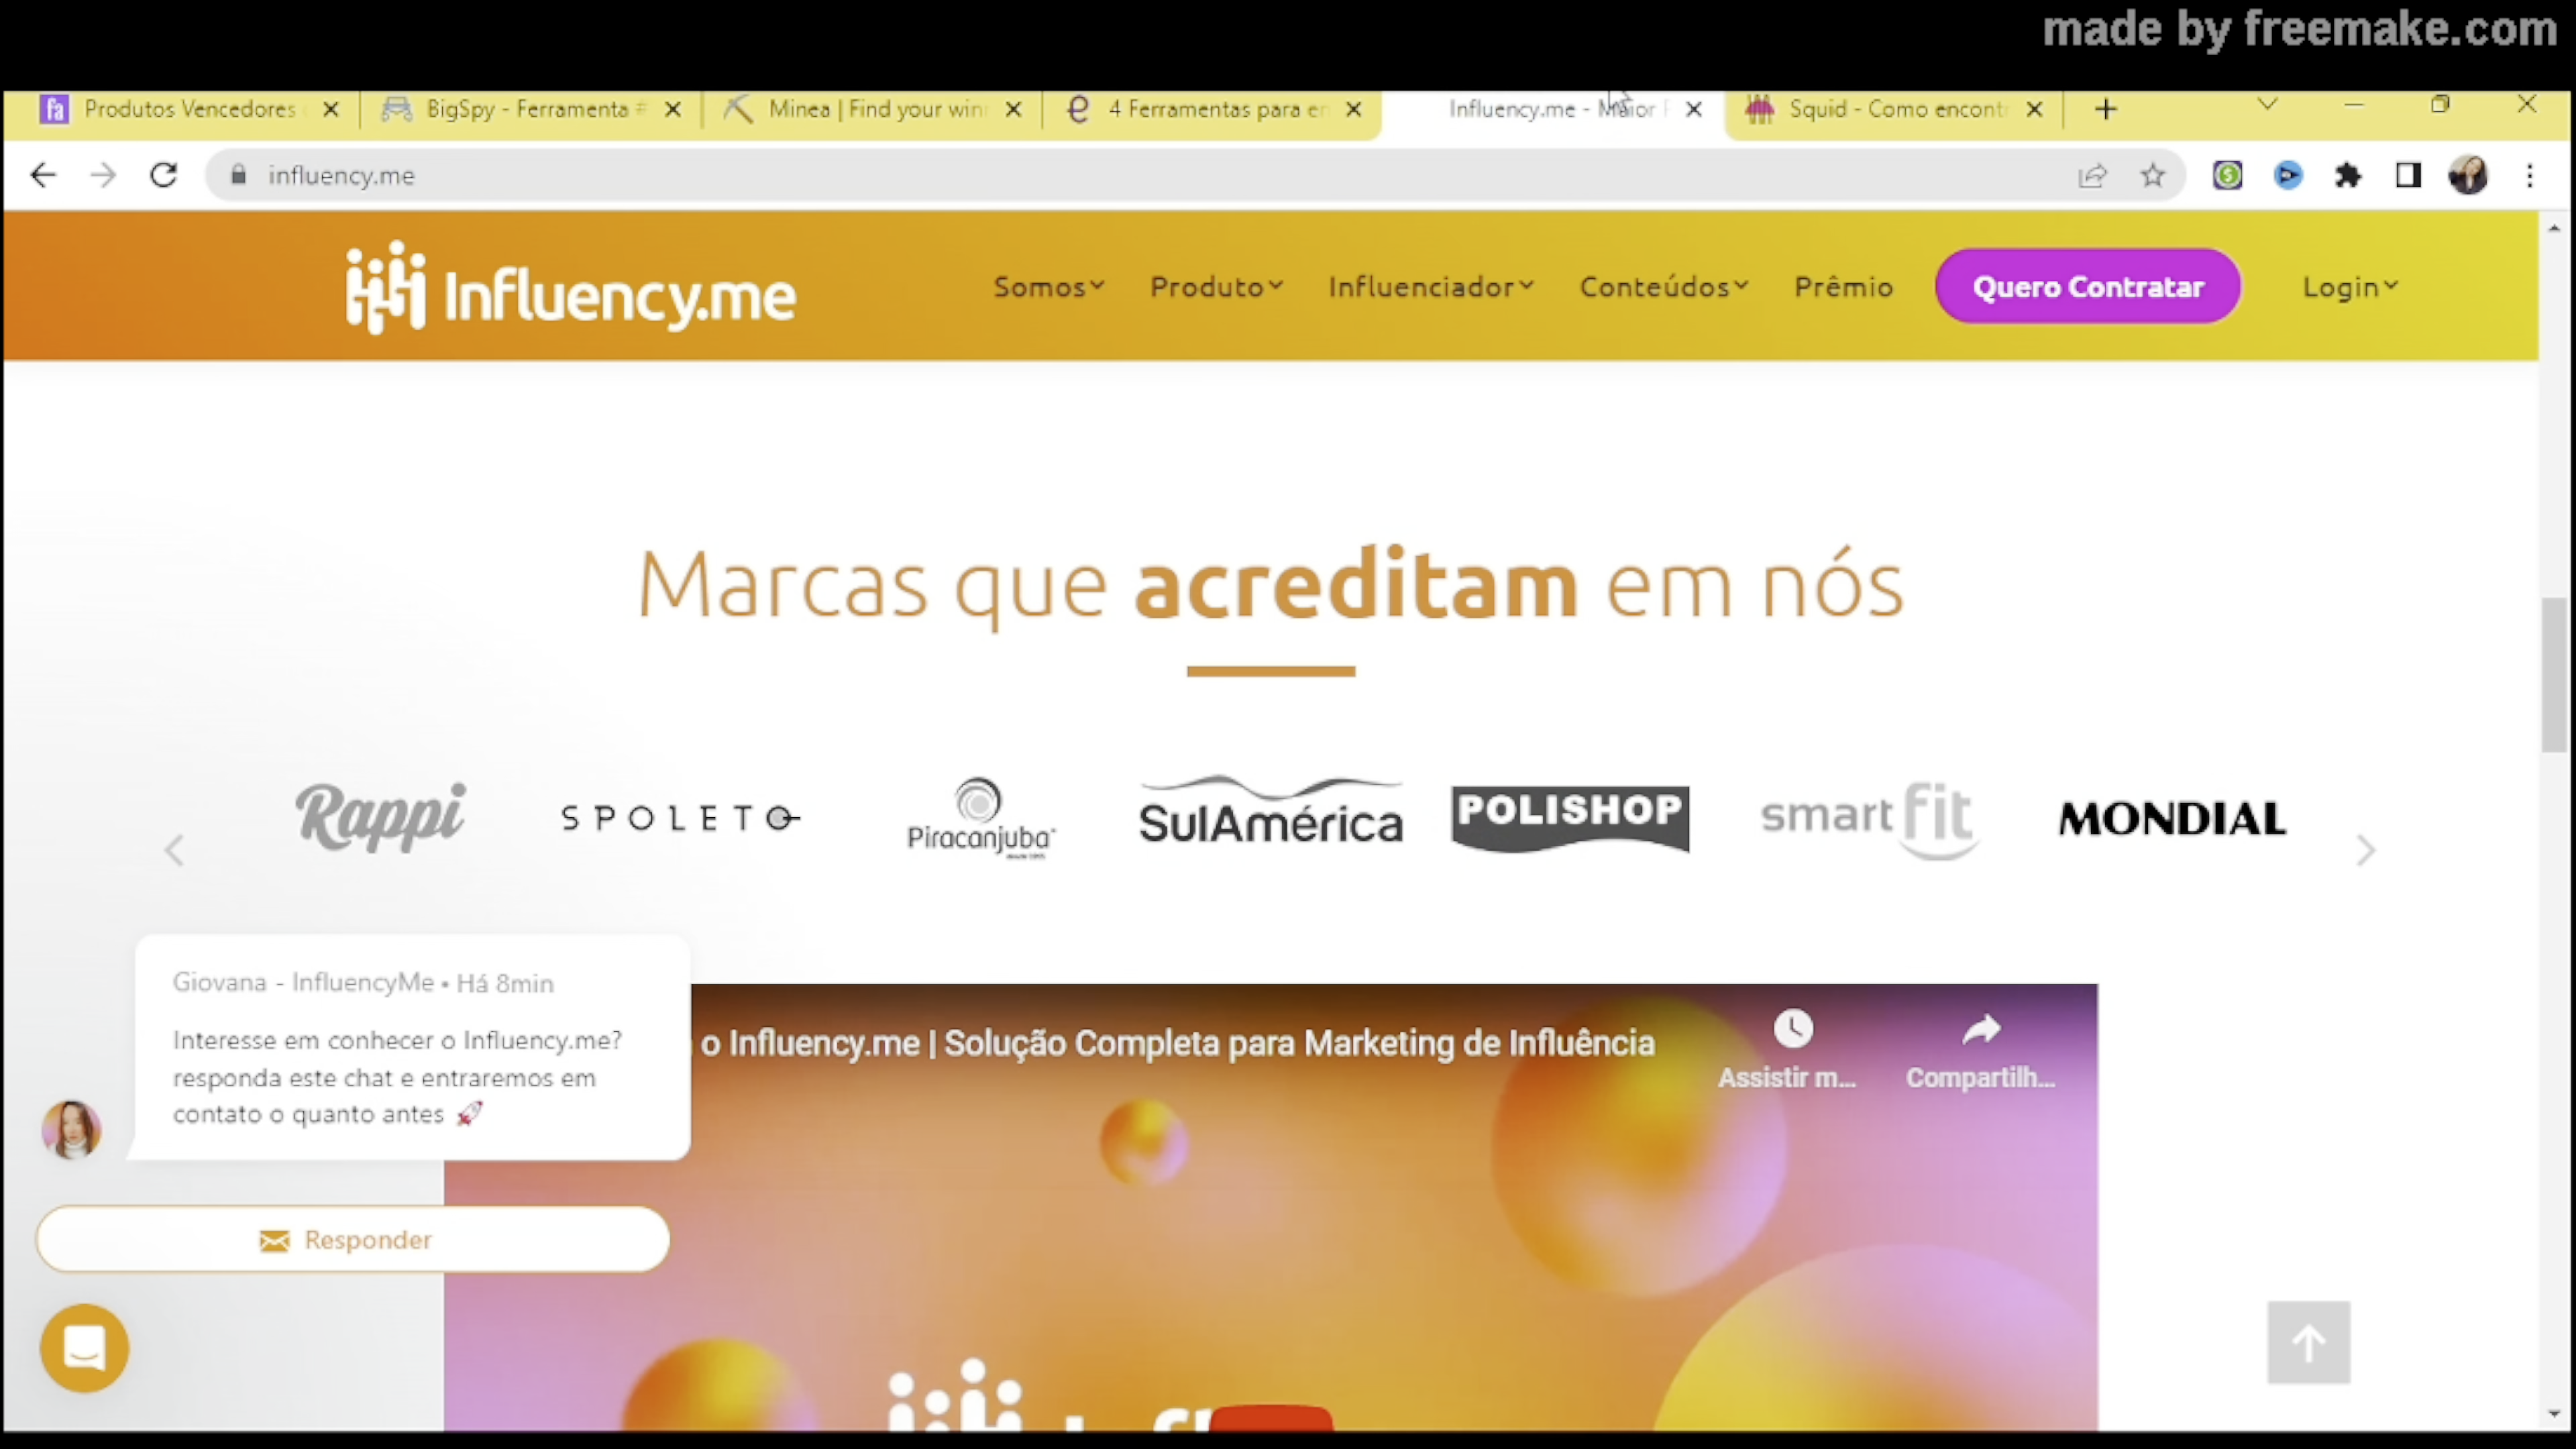 made by freemake.com
Produtos Vencedores
BigSpy - Ferramenta #
Minea | Find your win
4 Ferramentas para en
Influency.me - Maior
Squid - Como encont
influency.me
Influency.me
Somos
Produto
Influenciador
Conteúdos
Prêmio
Quero Contratar
Login
Marcas que acreditam em nós
Rappi
SPOLETO
Piracanjuba
SulAmérica
POLISHOP
smart fit
MONDIAL
Giovana - InfluencyMe • Há 8min
Interesse em conhecer o Influency.me?
responda este chat e entraremos em
contato o quanto antes 🚀
o Influency.me | Solução Completa para Marketing de Influência
Assistir m...
Compartilh...
Responder